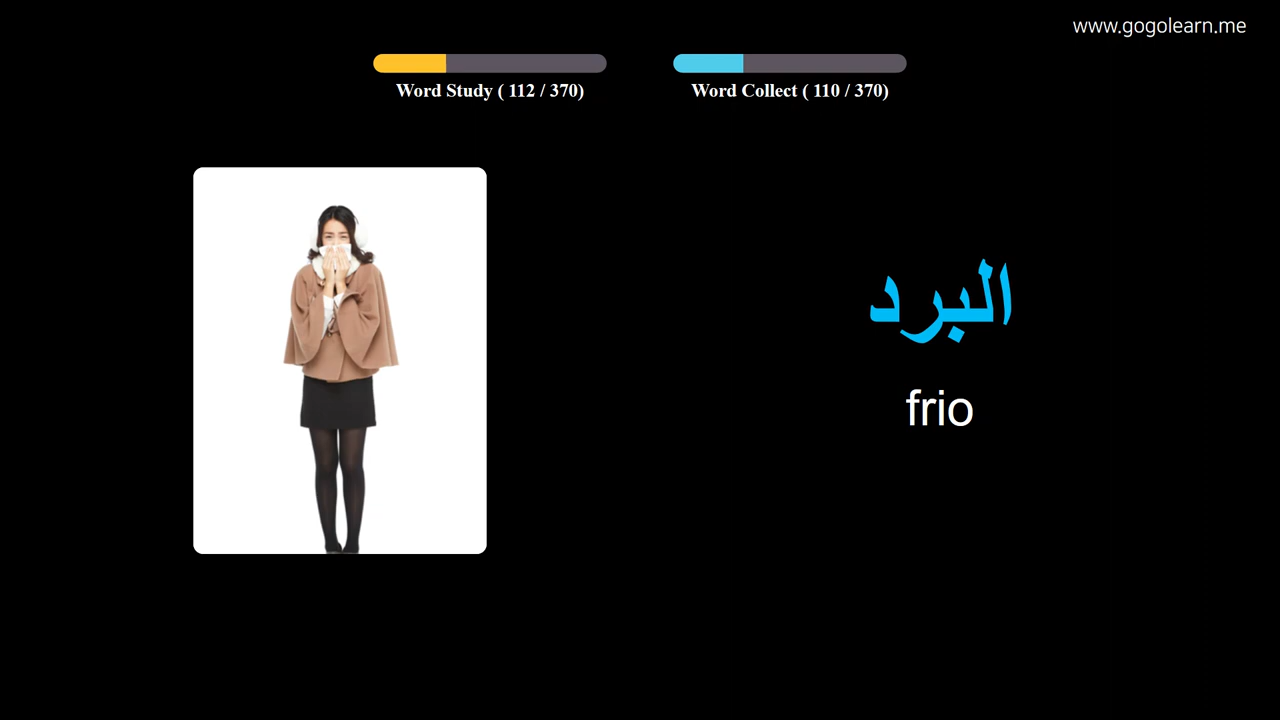 www.gogolearn.me
Word Study ( 112 / 370)
Word Collect ( 110 / 370)
البرد
frio